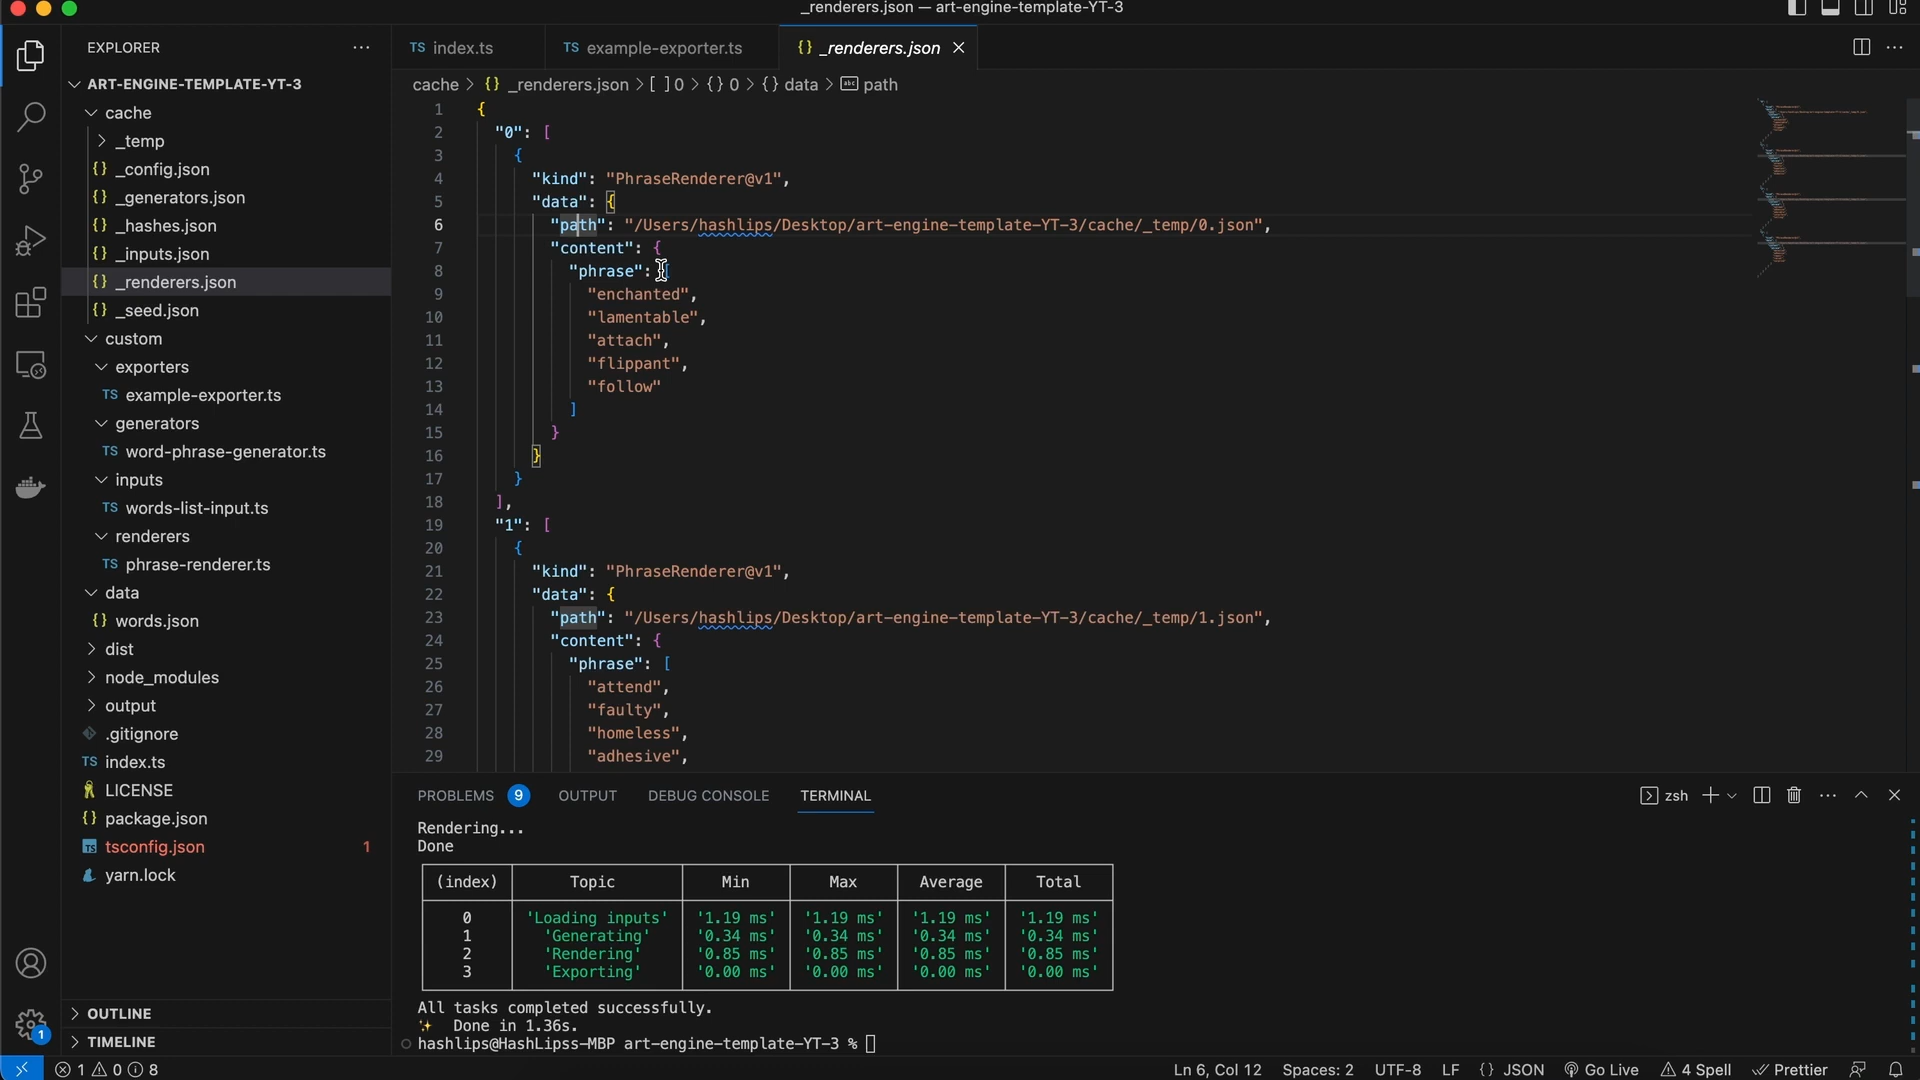 _renderers.json — art-engine-template-YT-3
EXPLORER
ART-ENGINE-TEMPLATE-YT-3
cache
_temp
_config.json
_generators.json
_hashes.json
_inputs.json
_renderers.json
_seed.json
custom
exporters
TS example-exporter.ts
generators
TS word-phrase-generator.ts
inputs
TS words-list-input.ts
renderers
TS phrase-renderer.ts
data
words.json
dist
node_modules
output
.gitignore
TS index.ts
LICENSE
package.json
TS tsconfig.json 1
yarn.lock
OUTLINE
TIMELINE
1
TS index.ts
TS example-exporter.ts
{} _renderers.json
cache > {} _renderers.json > [ ] 0 > {} 0 > {} data > abc path
1 {
2 "0": [
3 {
4 "kind": "PhraseRenderer@v1",
5 "data": {
6 "path": "/Users/hashlips/Desktop/art-engine-template-YT-3/cache/_temp/0.json",
7 "content": {
8 "phrase": [
9 "enchanted",
10 "lamentable",
11 "attach",
12 "flippant",
13 "follow"
14 ]
15 }
16 }
17 }
18 ],
19 "1": [
20 {
21 "kind": "PhraseRenderer@v1",
22 "data": {
23 "path": "/Users/hashlips/Desktop/art-engine-template-YT-3/cache/_temp/1.json",
24 "content": {
25 "phrase": [
26 "attend",
27 "faulty",
28 "homeless",
29 "adhesive",
PROBLEMS 9 OUTPUT DEBUG CONSOLE TERMINAL
zsh
Rendering...
Done
(index) Topic Min Max Average Total
0 'Loading inputs' '1.19 ms' '1.19 ms' '1.19 ms' '1.19 ms'
1 'Generating' '0.34 ms' '0.34 ms' '0.34 ms' '0.34 ms'
2 'Rendering' '0.85 ms' '0.85 ms' '0.85 ms' '0.85 ms'
3 'Exporting' '0.00 ms' '0.00 ms' '0.00 ms' '0.00 ms'
All tasks completed successfully.
✨ Done in 1.36s.
hashlips@HashLipss-MBP art-engine-template-YT-3 %
1 0 8 Ln 6, Col 12 Spaces: 2 UTF-8 LF {} JSON Go Live 4 Spell Prettier